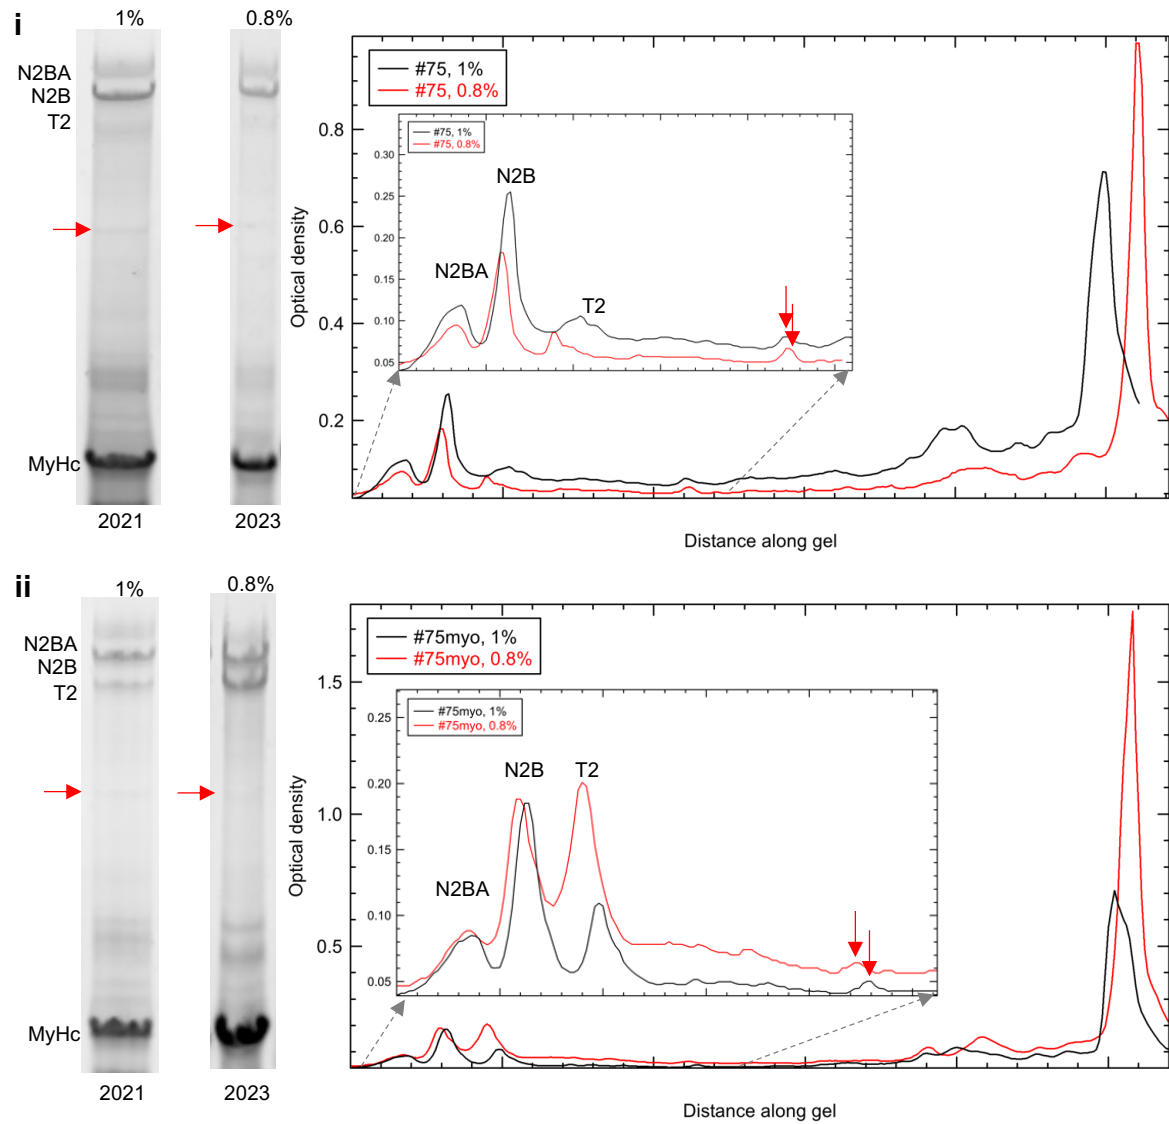 i
1%
0.8%
N2BA
N2B
T2
MyHc
2021
2023
Optical density
0.8
0.6
0.4
0.2
#75, 1%
#75, 0.8%
0.30
0.25
0.20
0.15
0.10
0.05
#75, 1%
#75, 0.8%
N2BA
N2B
T2
Distance along gel
ii
1%
0.8%
N2BA
N2B
T2
MyHc
2021
2023
Optical density
1.5
1.0
0.5
#75myo, 1%
#75myo, 0.8%
0.25
0.20
0.15
0.10
0.05
#75myo, 1%
#75myo, 0.8%
N2BA
N2B
T2
Distance along gel